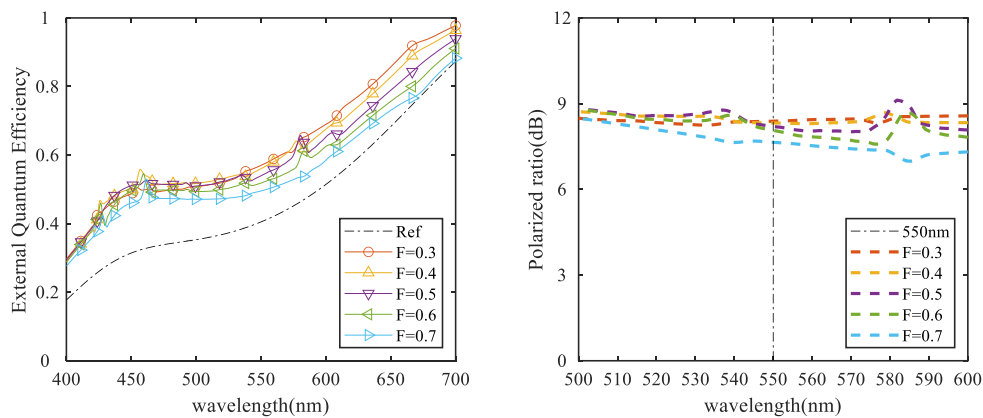 External Quantum Efficiency
1
0.8
0.6
0.4
0.2
0
400
450
500
550
600
650
700
wavelength(nm)
Ref
F=0.3
F=0.4
F=0.5
F=0.6
F=0.7
Polarized ratio(dB)
12
9
6
3
0
500
510
520
530
540
550
560
570
580
590
600
wavelength(nm)
550nm
F=0.3
F=0.4
F=0.5
F=0.6
F=0.7